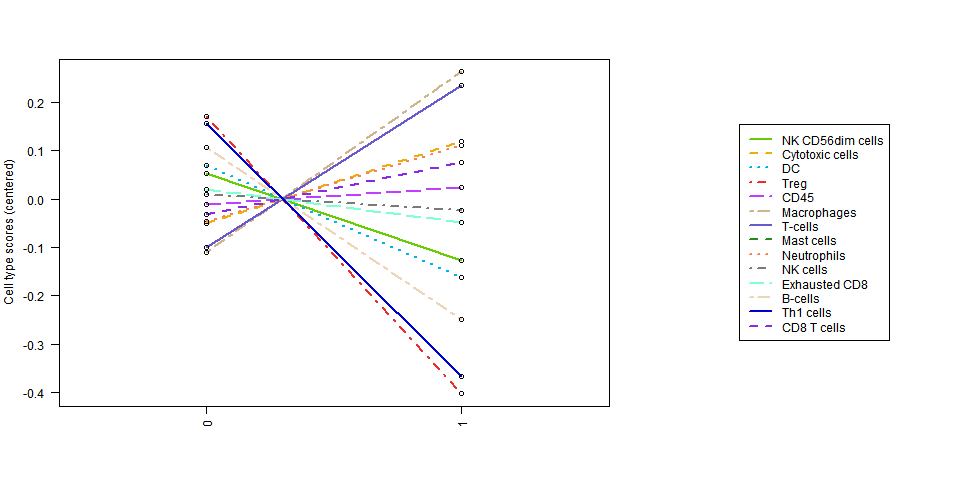 Cell type scores (centered)
0.2
0.1
0.0
-0.1
-0.2
-0.3
-0.4
0
1
NK CD56dim cells
Cytotoxic cells
DC
Treg
CD45
Macrophages
T-cells
Mast cells
Neutrophils
NK cells
Exhausted CD8
B-cells
Th1 cells
CD8 T cells